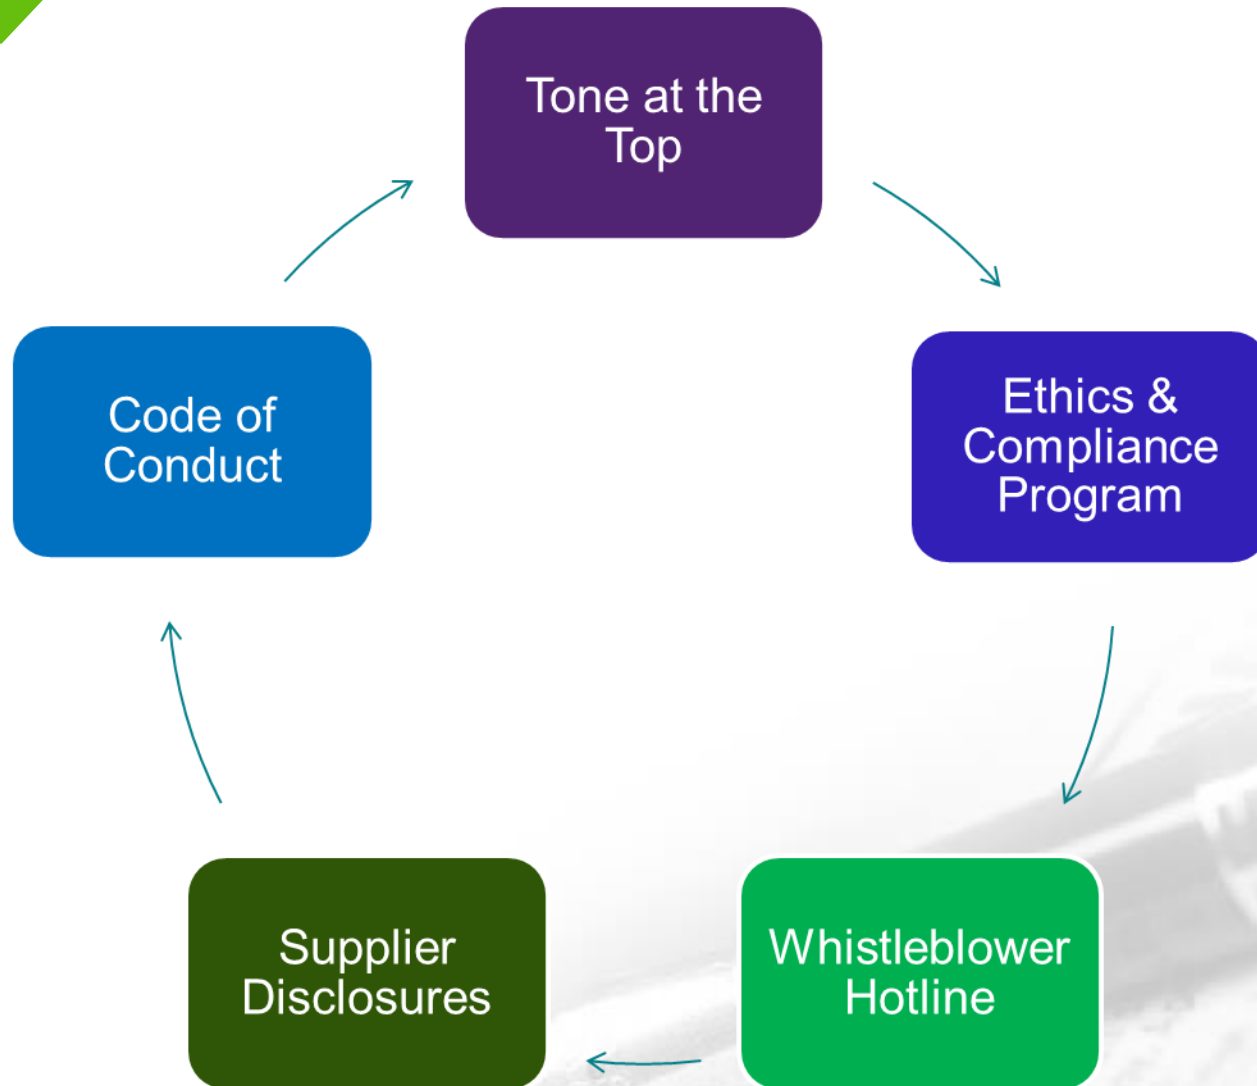 Tone at the
Top
Ethics &
Compliance
Program
Whistleblower
Hotline
Supplier
Disclosures
Code of
Conduct